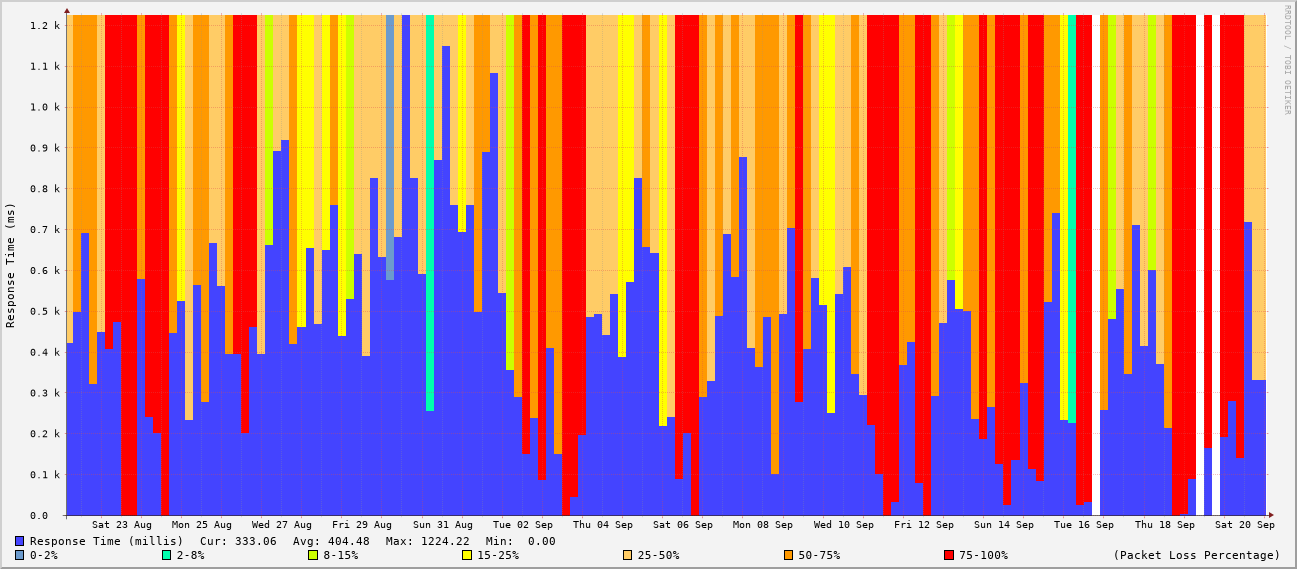 1.2 k
1.1 k
1.0 k
0.9 k
0.8 k
0.7 k
0.6 k
0.5 k
0.4 k
0.3 k
0.2 k
0.1 k
0.0
Response Time (ms)
RRDTOOL / TOBI OETIKER
Sat 23 Aug Mon 25 Aug Wed 27 Aug Fri 29 Aug Sun 31 Aug Tue 02 Sep Thu 04 Sep Sat 06 Sep Mon 08 Sep Wed 10 Sep Fri 12 Sep Sun 14 Sep Tue 16 Sep Thu 18 Sep Sat 20 Sep
Response Time (millis) Cur: 333.06 Avg: 404.48 Max: 1224.22 Min: 0.00
0-2% 2-8% 8-15% 15-25% 25-50% 50-75% 75-100% (Packet Loss Percentage)